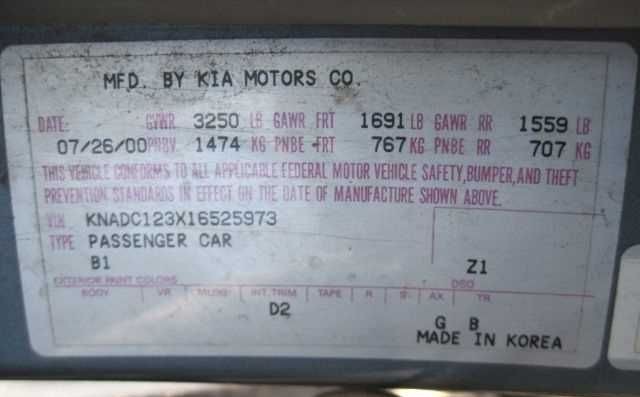 MFD. BY KIA MOTORS CO.
DATE: GVWR 3250 LB GAWR FRT 1691 LB GAWR RR 1559 LB
07/26/00 PNBV 1474 KG PNBE FRT 767 KG PNBE RR 707 KG
THIS VEHICLE CONFORMS TO ALL APPLICABLE FEDERAL MOTOR VEHICLE SAFETY, BUMPER, AND THEFT
PREVENTION STANDARDS IN EFFECT ON THE DATE OF MANUFACTURE SHOWN ABOVE.
VIN KNADC123X16525973
TYPE PASSENGER CAR
B1 Z1
EXTERIOR PAINT COLORS DSO
BODY VR INT. TRIM TAPE R S AX TR
D2
G B
MADE IN KOREA